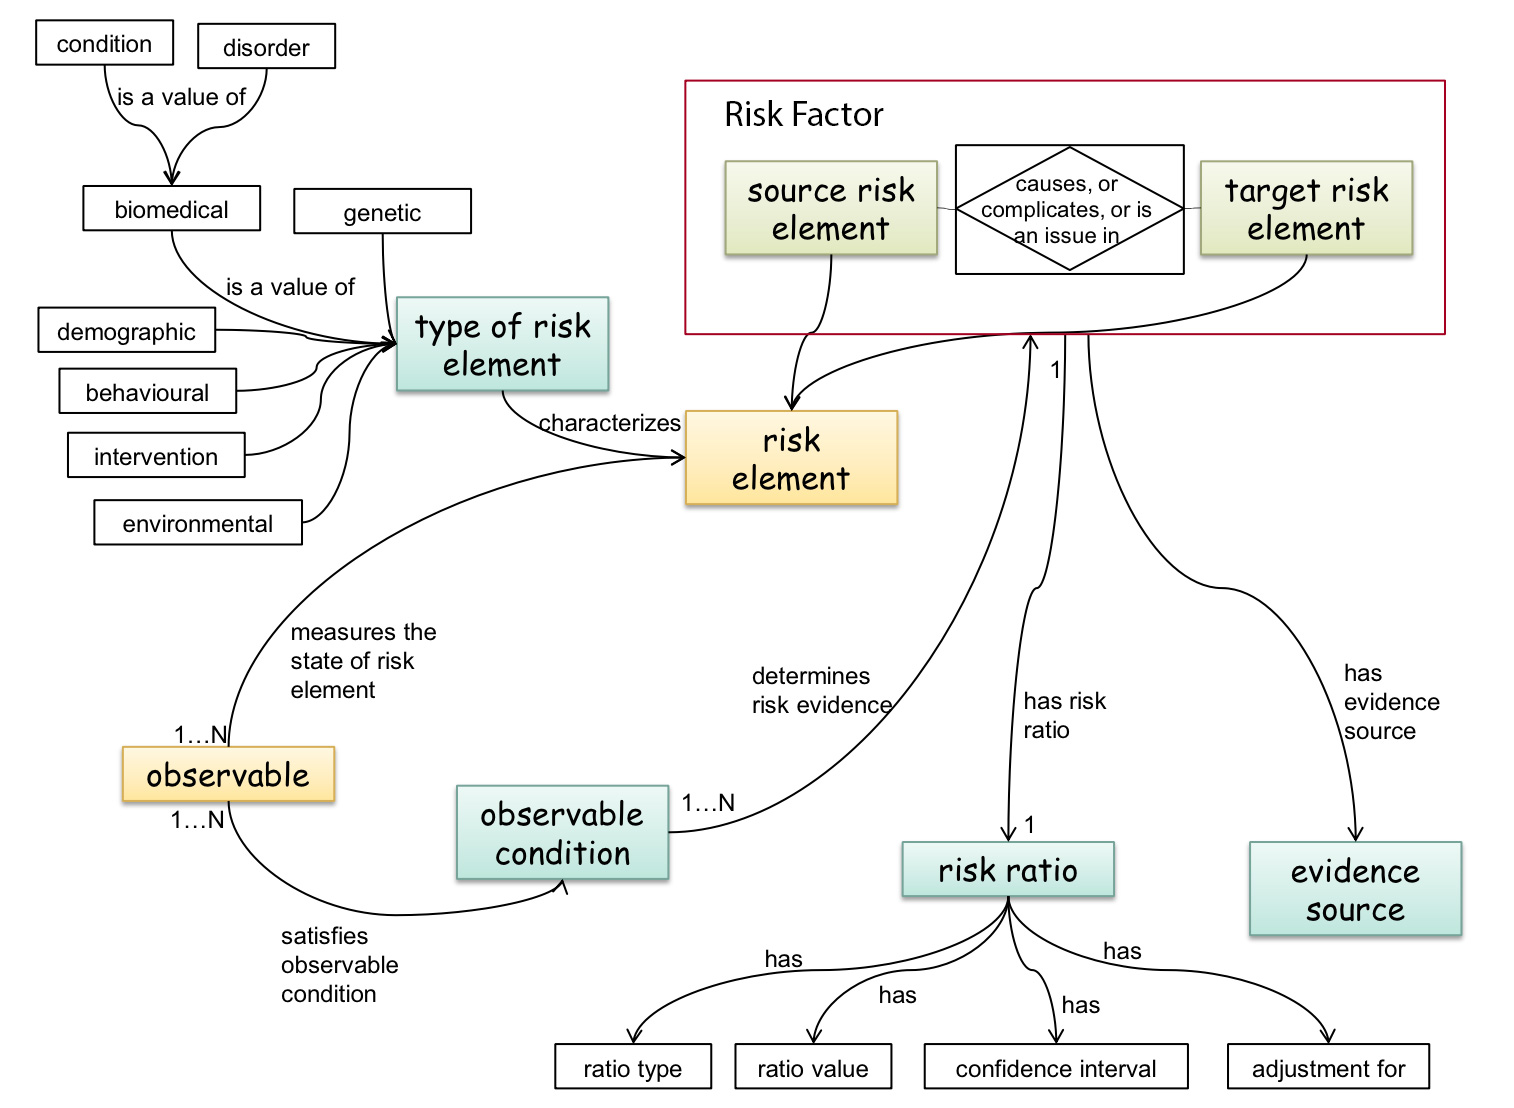 condition
disorder
is a value of
Risk Factor
source risk
element
causes, or
complicates, or is
an issue in
target risk
element
biomedical
genetic
is a value of
demographic
type of risk
element
behavioural
intervention
environmental
characterizes
1
risk
element
measures the
state of risk
element
1...N
observable
1...N
satisfies
observable
condition
observable
condition
1...N
determines
risk evidence
has risk
ratio
1
has
evidence
source
risk ratio
evidence
source
has
has
has
has
ratio type
ratio value
confidence interval
adjustment for